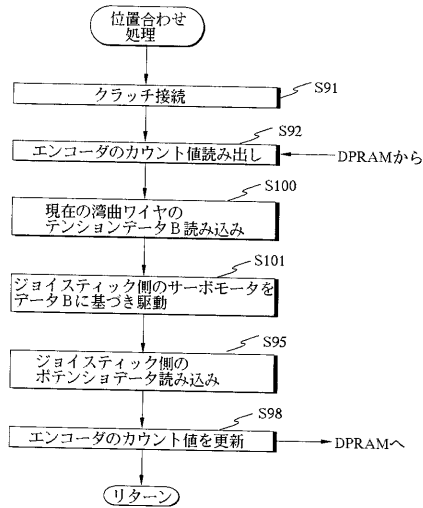 位置合わせ
処理
S91
クラッチ接続
S92
エンコーダのカウント値読み出し
DPRAMから
S100
現在の湾曲ワイヤの
テンションデータB読み込み
S101
ジョイスティック側のサーボモータを
データBに基づき駆動
S95
ジョイスティック側の
ポテンショデータ読み込み
S98
エンコーダのカウント値を更新
DPRAMへ
リターン